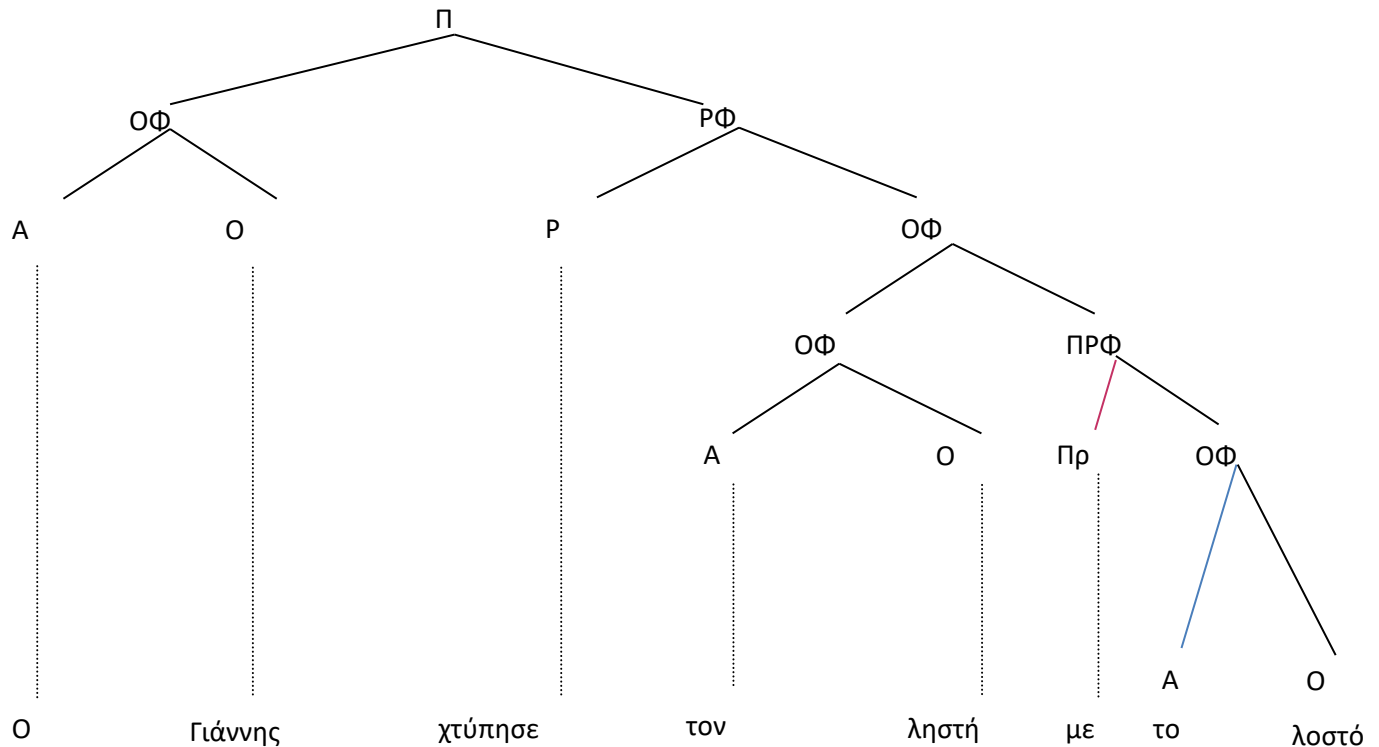 Π
ΟΦ ΡΦ
Α Ο Ρ ΟΦ
ΟΦ ΠΡΦ
Α Ο Πρ ΟΦ
Α Ο
Ο Γιάννης χτύπησε τον ληστή με το λοστό